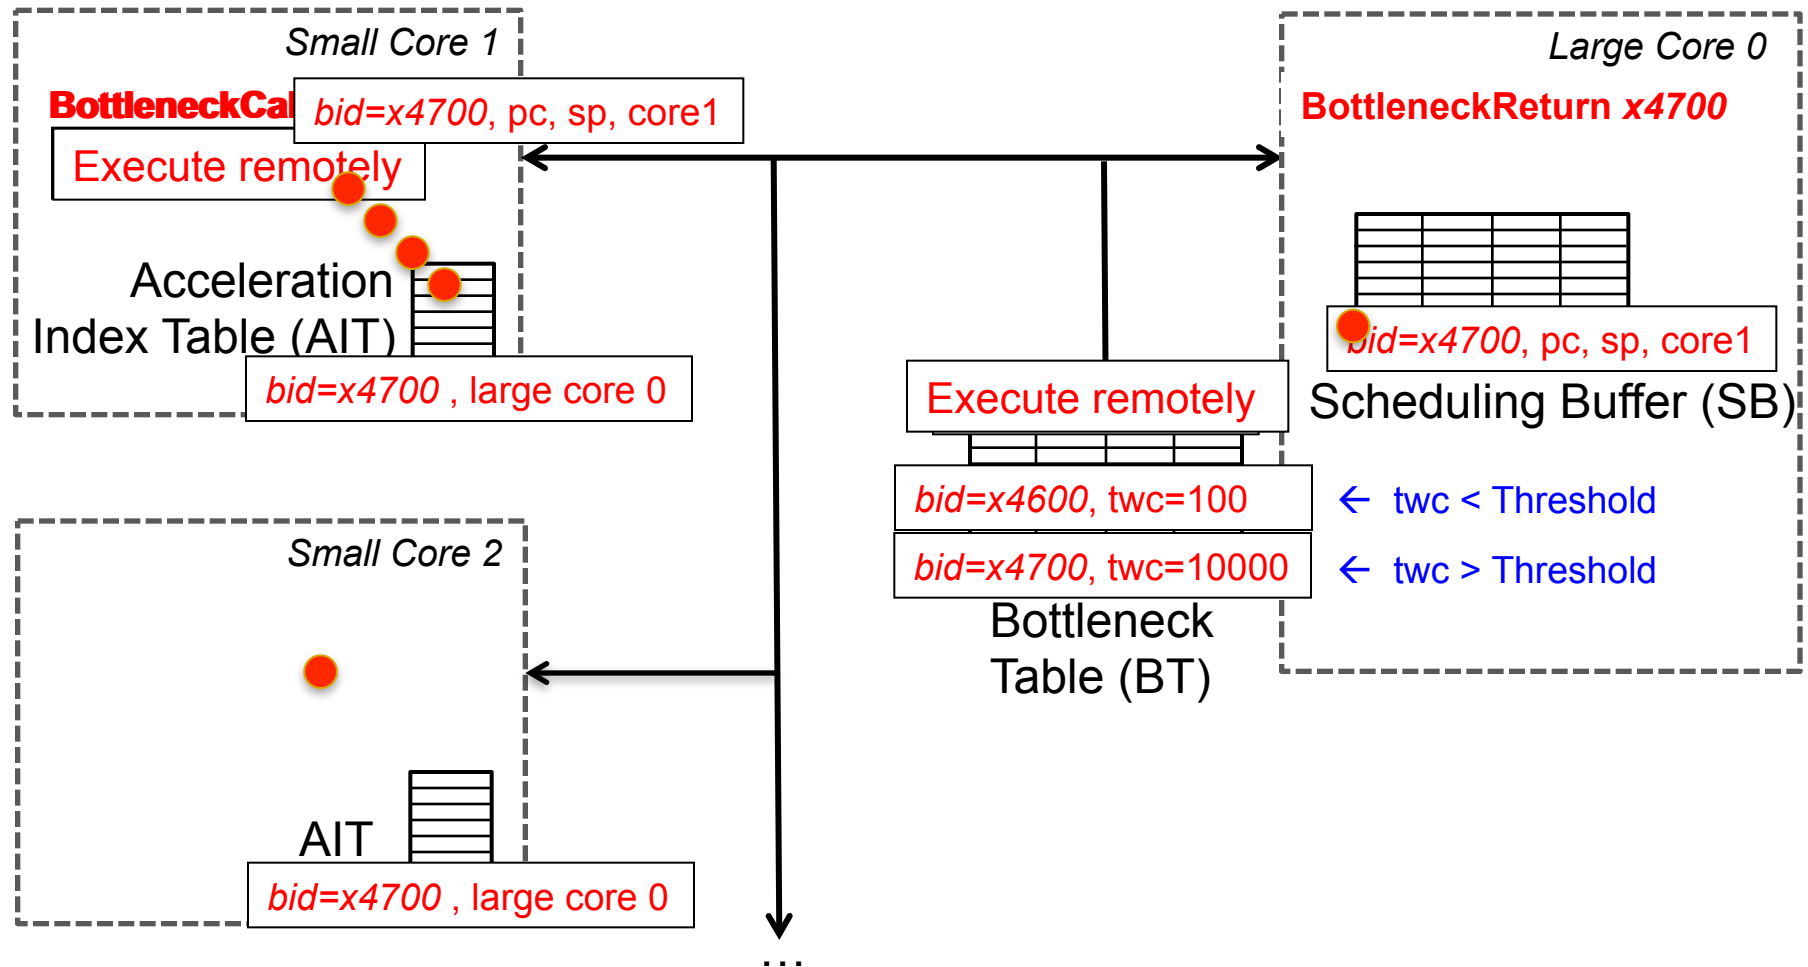 Small Core 1
bid=x4700, pc, sp, core1
Execute remotely
Acceleration
Index Table (AIT)
bid=x4700 , large core 0
Large Core 0
BottleneckReturn x4700
bid=x4700, pc, sp, core1
Scheduling Buffer (SB)
Execute remotely
bid=x4600, twc=100
← twc < Threshold
bid=x4700, twc=10000
← twc > Threshold
Bottleneck
Table (BT)
Small Core 2
AIT
bid=x4700 , large core 0
...